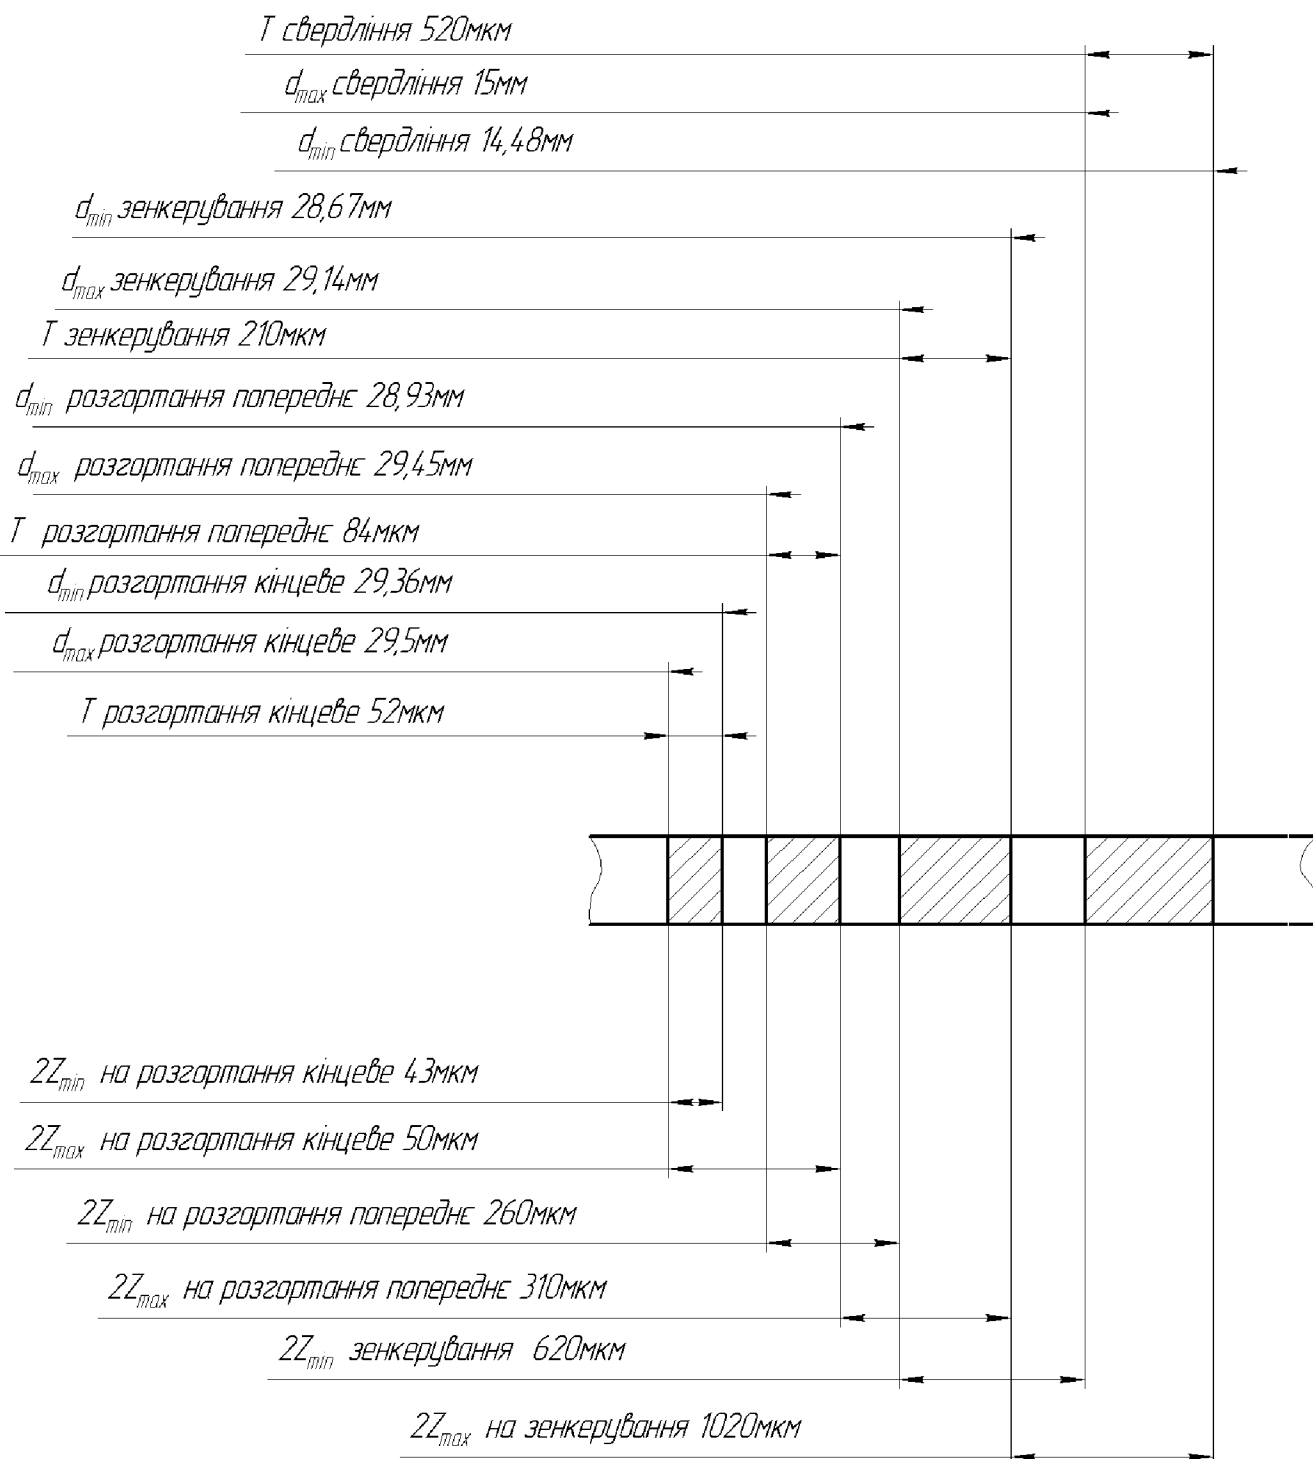 T свердління 520мкм
dmax свердління 15мм
dmin свердління 14,48мм
dmin зенкерування 28,67мм
dmax зенкерування 29,14мм
T зенкерування 210мкм
dmin розгортання попереднє 28,93мм
dmax розгортання попереднє 29,45мм
T розгортання попереднє 84мкм
dmin розгортання кінцеве 29,36мм
dmax розгортання кінцеве 29,5мм
T розгортання кінцеве 52мкм
2Zmin на розгортання кінцеве 43мкм
2Zmax на розгортання кінцеве 50мкм
2Zmin на розгортання попереднє 260мкм
2Zmax на розгортання попереднє 310мкм
2Zmin зенкерування 620мкм
2Zmax на зенкерування 1020мкм